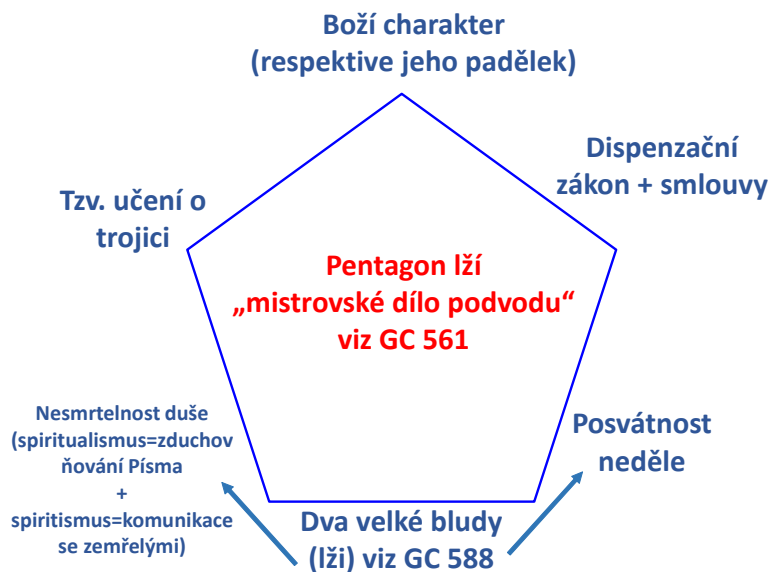 Boží charakter
(respektive jeho padělek)
Dispenzační
zákon + smlouvy
Tzv. učení o
trojici
Pentagon lží
„mistrovské dílo podvodu“
viz GC 561
Nesmrtelnost duše
(spiritualismus=zduchov
ňování Písma
+
spiritismus=komunikace
se zemřelými)
Posvátnost
neděle
Dva velké bludy
(lži) viz GC 588